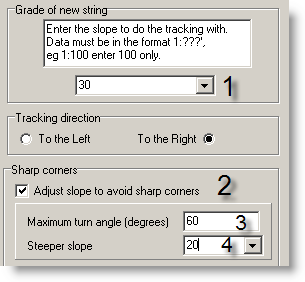 Grade of new string
Enter the slope to do the tracking with.
Data must be in the format 1:???',
eg 1:100 enter 100 only.
30 1
Tracking direction
To the Left To the Right
Sharp corners
Adjust slope to avoid sharp corners 2
Maximum turn angle (degrees) 60 3
Steeper slope 20 4